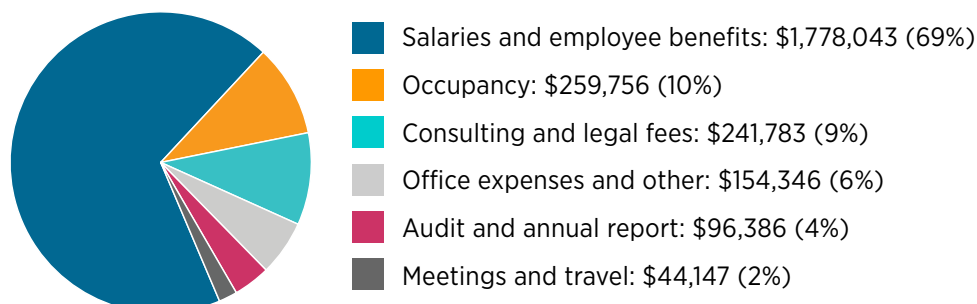 Salaries and employee benefits: $1,778,043 (69%)
Occupancy: $259,756 (10%)
Consulting and legal fees: $241,783 (9%)
Office expenses and other: $154,346 (6%)
Audit and annual report: $96,386 (4%)
Meetings and travel: $44,147 (2%)